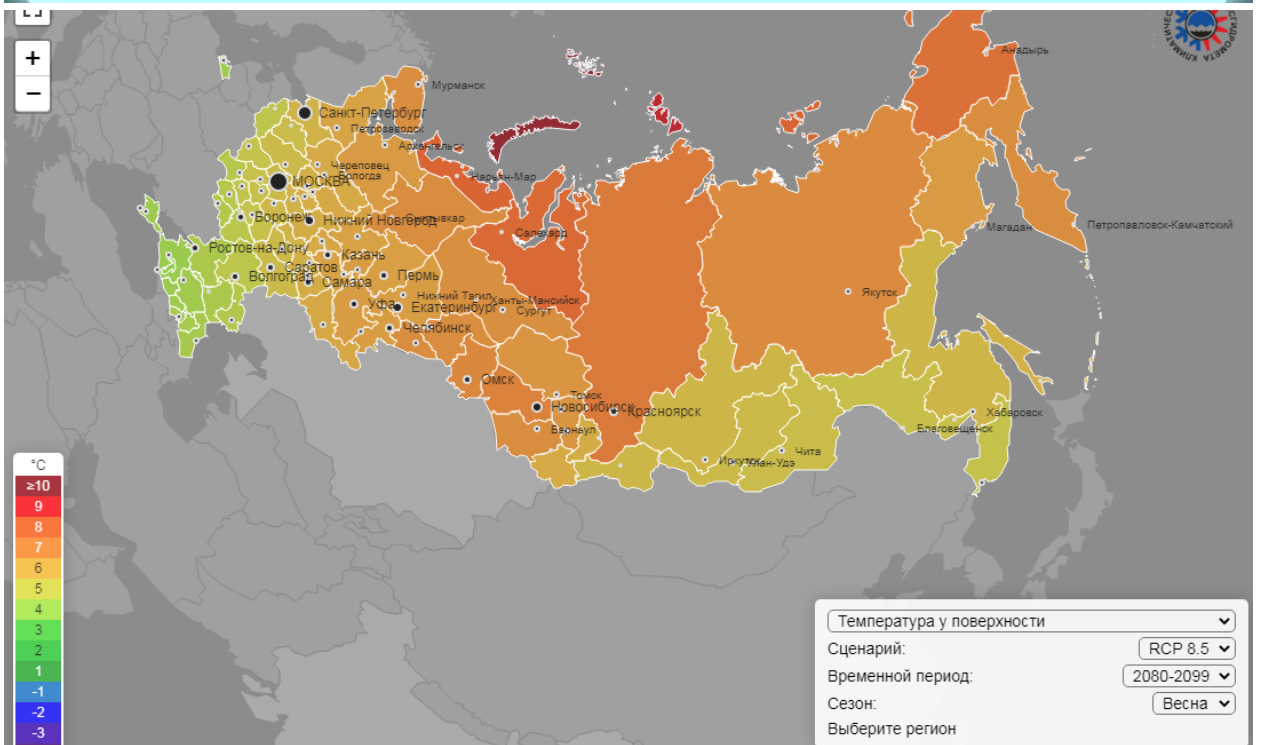 +
−
Анадырь
Мурманск
Санкт-Петербург
Петрозаводск
Архангельск
Череповец
Вологда
МОСКВА
Нарьян-Мар
Воронеж
Нижний Новгород
Сыктывкар
Салехард
Магадан
Петропавловск-Камчатский
Ростов-на-Дону
Казань
Саратов
Волгоград
Самара
Пермь
Якутск
Нижний Тагил
Ханты-Мансийск
Уфа
Екатеринбург
Сургут
Челябинск
Омск
Томск
Новосибирск
Красноярск
Барнаул
Хабаровск
Благовещенск
Иркутск
Улан-Удэ
Чита
°C
≥10
9
8
7
6
5
4
3
2
1
-1
-2
-3
Температура у поверхности
Сценарий: RCP 8.5
Временной период: 2080-2099
Сезон: Весна
Выберите регион